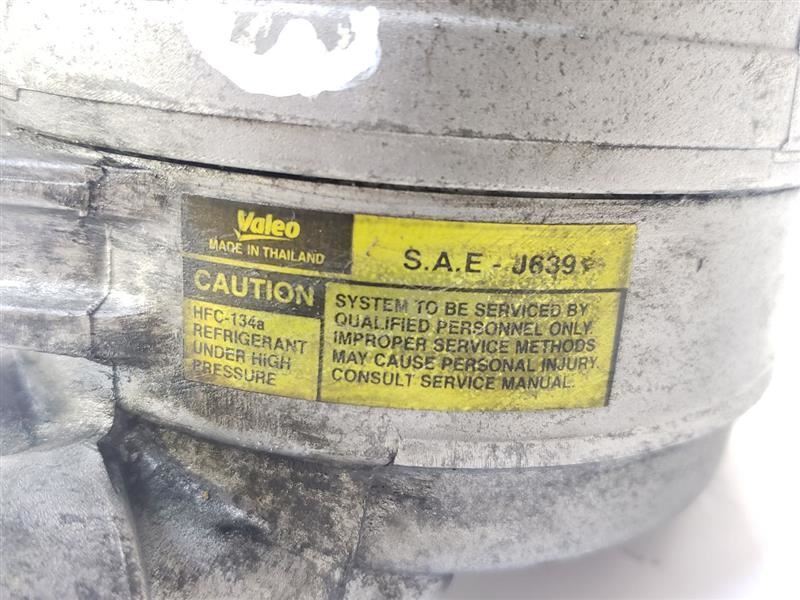 Valeo
MADE IN THAILAND
S.A.E - J639
CAUTION
HFC-134a
REFRIGERANT
UNDER HIGH
PRESSURE
SYSTEM TO BE SERVICED BY
QUALIFIED PERSONNEL ONLY.
IMPROPER SERVICE METHODS
MAY CAUSE PERSONAL INJURY.
CONSULT SERVICE MANUAL.